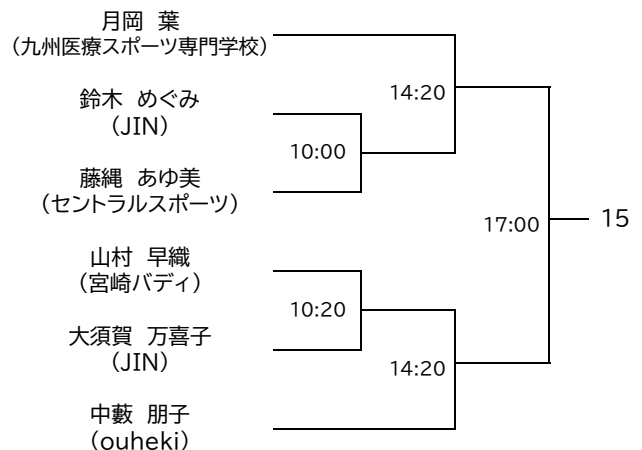 月岡 葉
（九州医療スポーツ専門学校）
14:20
鈴木 めぐみ
（JIN）
10:00
藤縄 あゆ美
（セントラルスポーツ）
17:00
15
山村 早織
（宮崎バディ）
10:20
大須賀 万喜子
（JIN）
14:20
中藪 朋子
（ouheki）